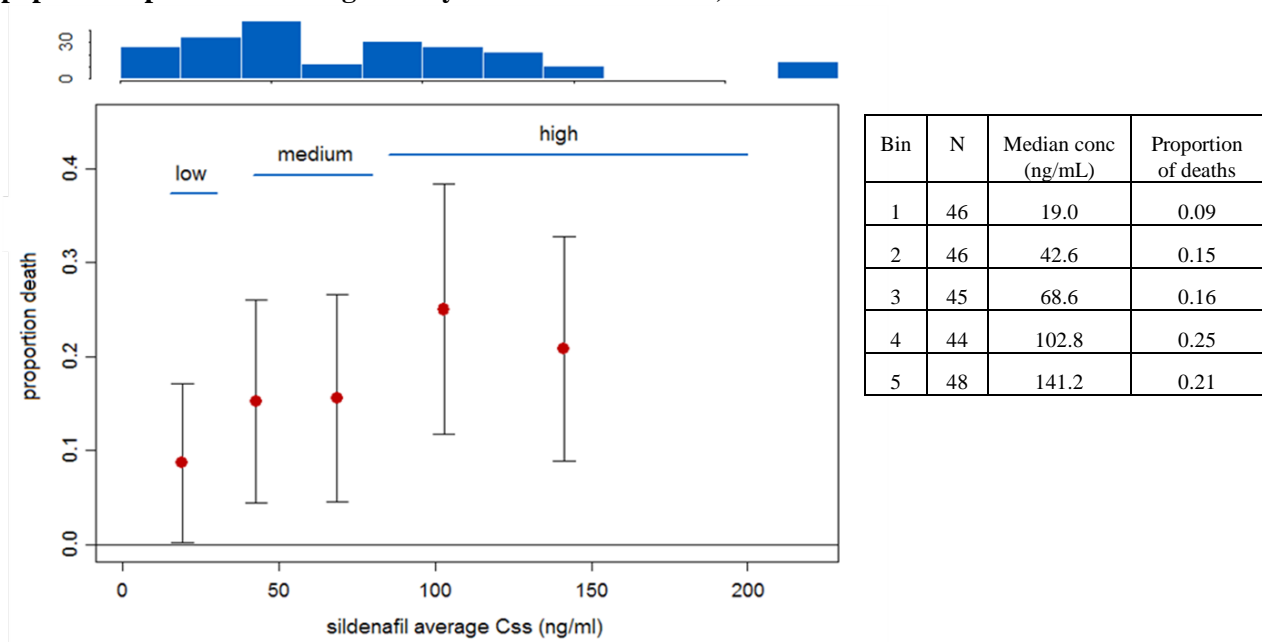 30
0
high
medium
low
0.4
0.3
0.2
0.1
0.0
proportion death
0 50 100 150 200
sildenafil average Css (ng/ml)
Bin N Median conc (ng/mL) Proportion of deaths
1 46 19.0 0.09
2 46 42.6 0.15
3 45 68.6 0.16
4 44 102.8 0.25
5 48 141.2 0.21